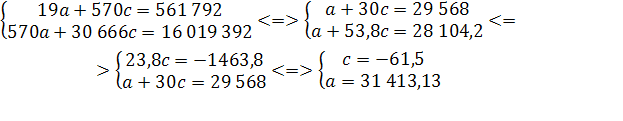 {19a + 570c = 561 792 <=> { a + 30c = 29 568 <=
{570a + 30 666c = 16 019 392 <=> {a + 53,8c = 28 104,2 <=
> {23,8c = −1463,8 <=> { c = −61,5
{a + 30c = 29 568 <=> {a = 31 413,13